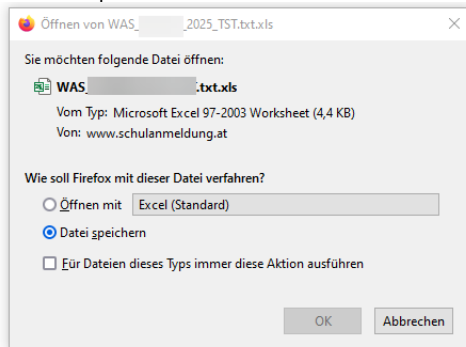 Öffnen von WAS_ _2025_TST.txt.xls
Sie möchten folgende Datei öffnen:
WAS_ .txt.xls
Vom Typ: Microsoft Excel 97-2003 Worksheet (4,4 KB)
Von: www.schulanmeldung.at
Wie soll Firefox mit dieser Datei verfahren?
Öffnen mit Excel (Standard)
Datei speichern
Für Dateien dieses Typs immer diese Aktion ausführen
OK Abbrechen